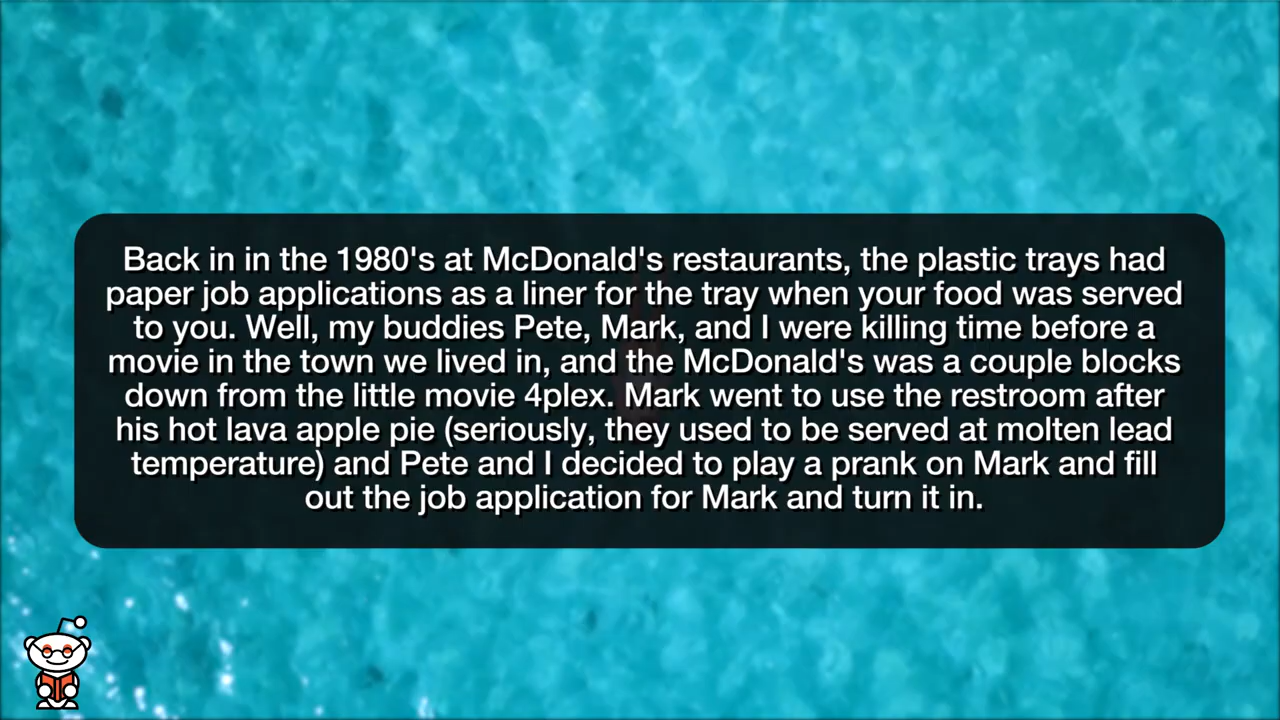 Back in in the 1980's at McDonald's restaurants, the plastic trays had
paper job applications as a liner for the tray when your food was served
to you. Well, my buddies Pete, Mark, and I were killing time before a
movie in the town we lived in, and the McDonald's was a couple blocks
down from the little movie 4plex. Mark went to use the restroom after
his hot lava apple pie (seriously, they used to be served at molten lead
temperature) and Pete and I decided to play a prank on Mark and fill
out the job application for Mark and turn it in.